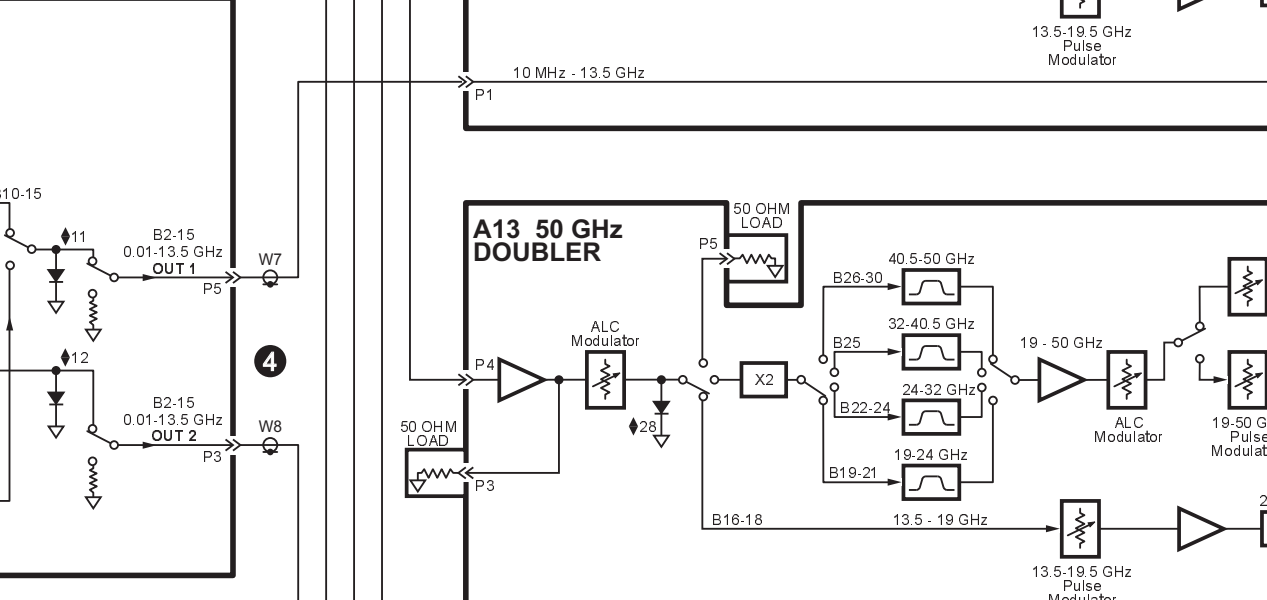 13.5-19.5 GHz
Pulse
Modulator
10 MHz - 13.5 GHz
P1
10-15
11
B2-15
0.01-13.5 GHz
OUT 1
P5
W7
12
B2-15
0.01-13.5 GHz
OUT 2
P3
W8
4
A13 50 GHz
DOUBLER
50 OHM
LOAD
P5
P4
ALC
Modulator
28
50 OHM
LOAD
P3
X2
B26-30
40.5-50 GHz
B25
32-40.5 GHz
B22-24
24-32 GHz
B19-21
19-24 GHz
19 - 50 GHz
ALC
Modulator
19-50 G
Pulse
Modulat
B16-18
13.5 - 19 GHz
2
13.5-19.5 GHz
Pulse
Modulator